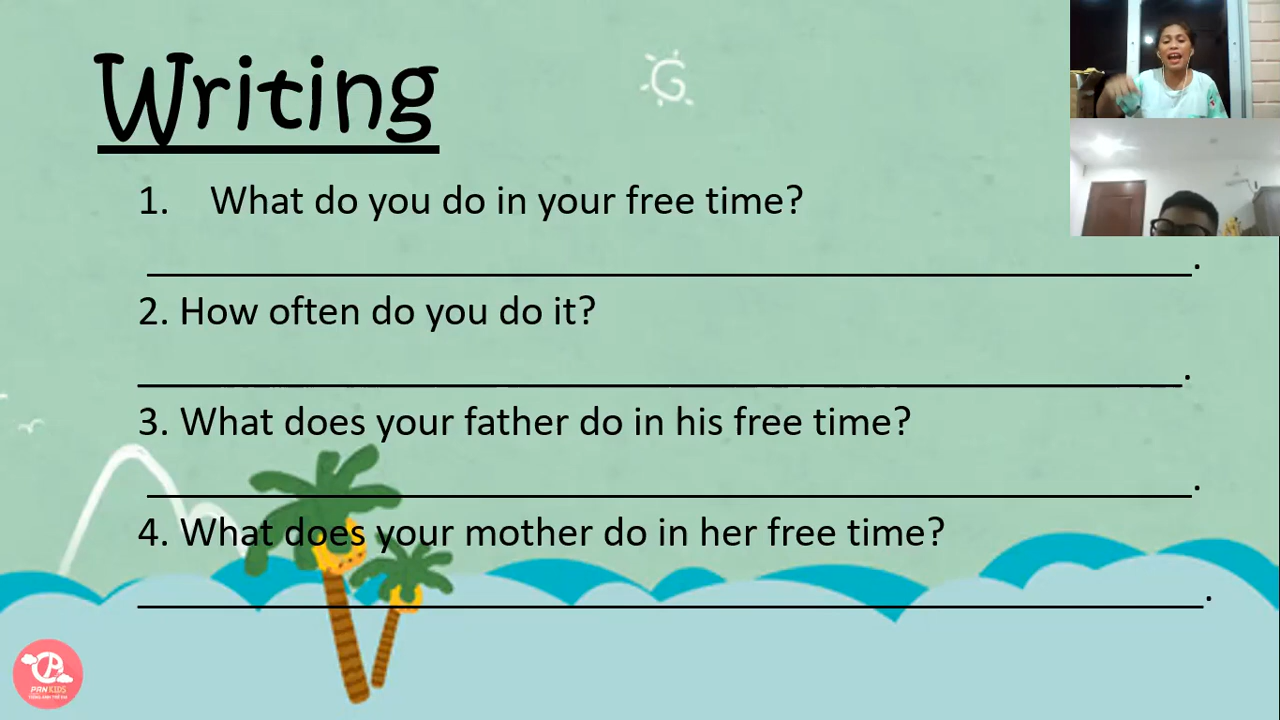 Writing
1. What do you do in your free time?
2. How often do you do it?
3. What does your father do in his free time?
4. What does your mother do in her free time?
PAN KIDS